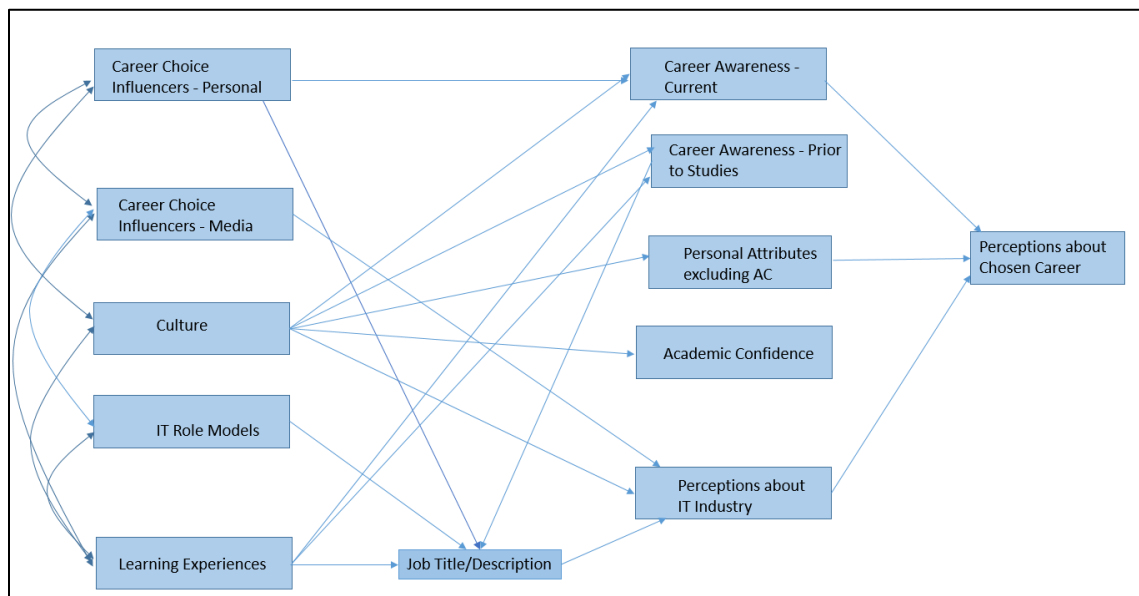 Career Choice
Influencers - Personal
Career Choice
Influencers - Media
Culture
IT Role Models
Learning Experiences
Job Title/Description
Career Awareness -
Current
Career Awareness - Prior
to Studies
Personal Attributes
excluding AC
Academic Confidence
Perceptions about
IT Industry
Perceptions about
Chosen Career